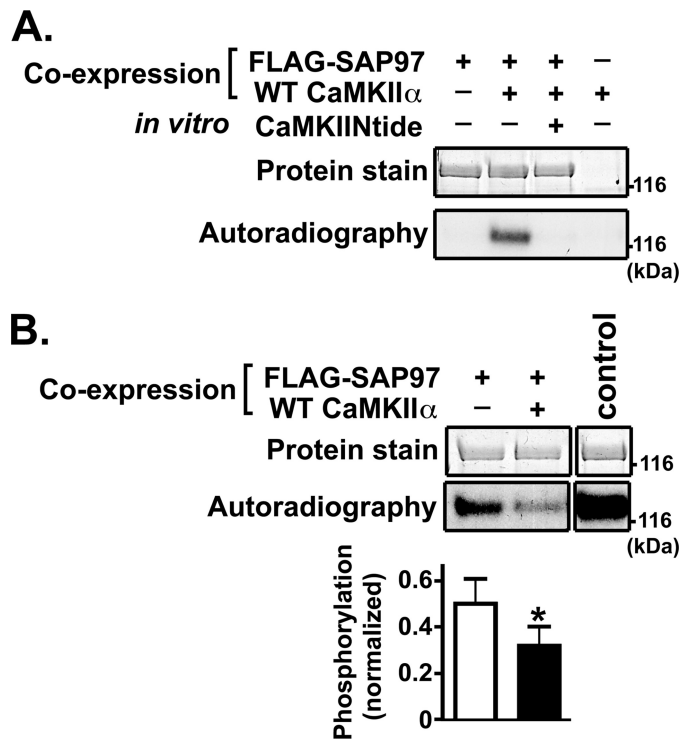 A.
Co-expression
FLAG-SAP97 + + + –
WT CaMKIIα – + + +
in vitro CaMKIINtide – – + –
Protein stain
-116
Autoradiography
-116
(kDa)
B.
control
Co-expression
FLAG-SAP97 + +
WT CaMKIIα – +
Protein stain
-116
Autoradiography
-116
(kDa)
Phosphorylation
(normalized)
0.6
0.4
0.2
0
*